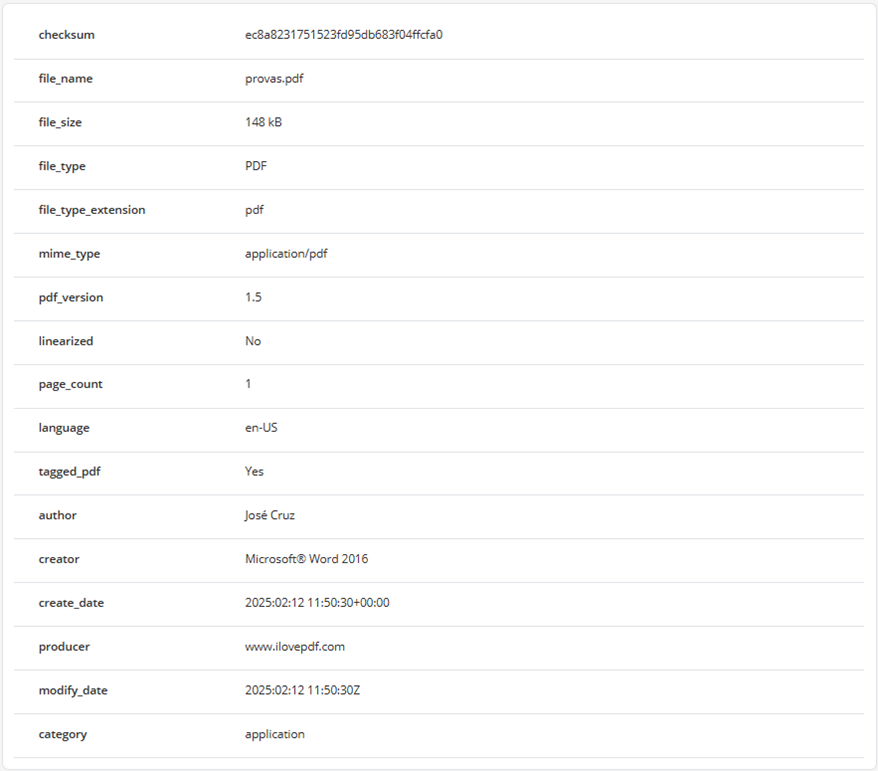 checksum ec8a8231751523fd95db683f04ffcfa0
file_name provas.pdf
file_size 148 kB
file_type PDF
file_type_extension pdf
mime_type application/pdf
pdf_version 1.5
linearized No
page_count 1
language en-US
tagged_pdf Yes
author José Cruz
creator Microsoft® Word 2016
create_date 2025:02:12 11:50:30+00:00
producer www.ilovepdf.com
modify_date 2025:02:12 11:50:30Z
category application